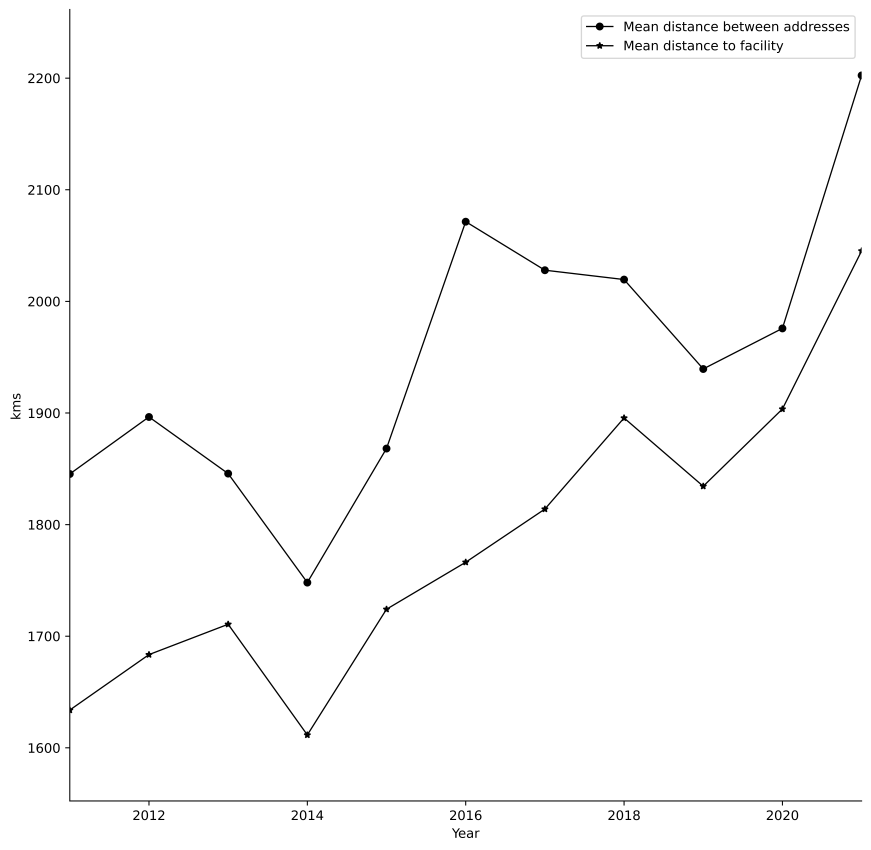 Mean distance between addresses
Mean distance to facility
2200
2100
2000
1900
1800
1700
1600
kms
2012 2014 2016 2018 2020
Year